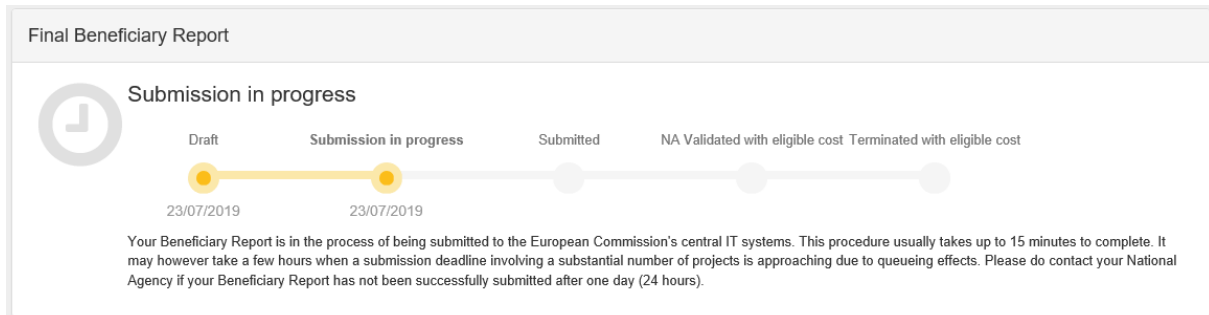 Final Beneficiary Report
Submission in progress
Draft Submission in progress Submitted NA Validated with eligible cost Terminated with eligible cost
23/07/2019 23/07/2019
Your Beneficiary Report is in the process of being submitted to the European Commission's central IT systems. This procedure usually takes up to 15 minutes to complete. It
may however take a few hours when a submission deadline involving a substantial number of projects is approaching due to queueing effects. Please do contact your National
Agency if your Beneficiary Report has not been successfully submitted after one day (24 hours).